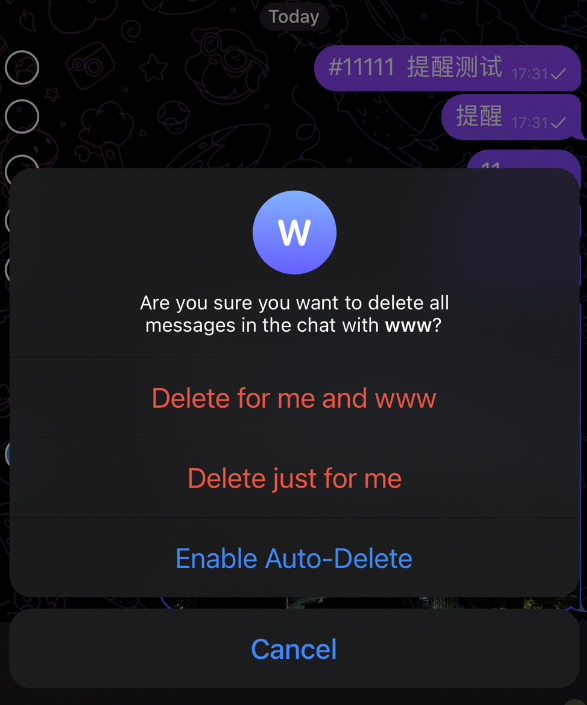 Today
#11111 提醒测试 17:31
提醒 17:31
11
W
Are you sure you want to delete all
messages in the chat with www?
Delete for me and www
Delete just for me
Enable Auto-Delete
Cancel